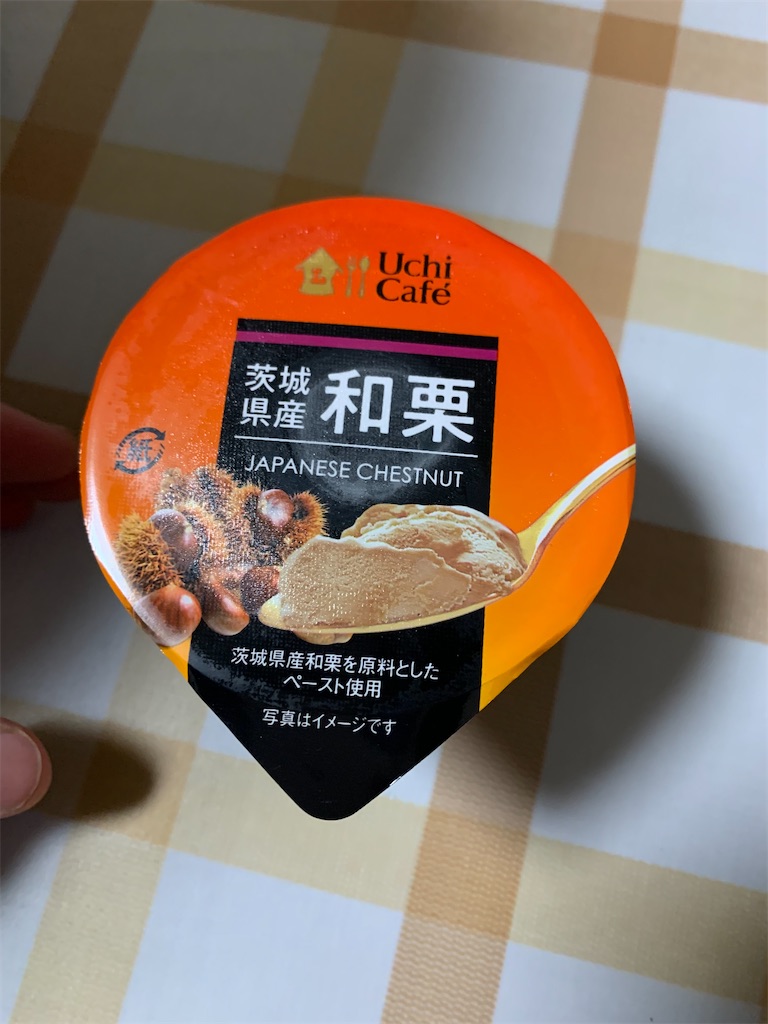 Uchi
Café
茨城
県産
和栗
JAPANESE CHESTNUT
紙
茨城県産和栗を原料とした
ペースト使用
写真はイメージです